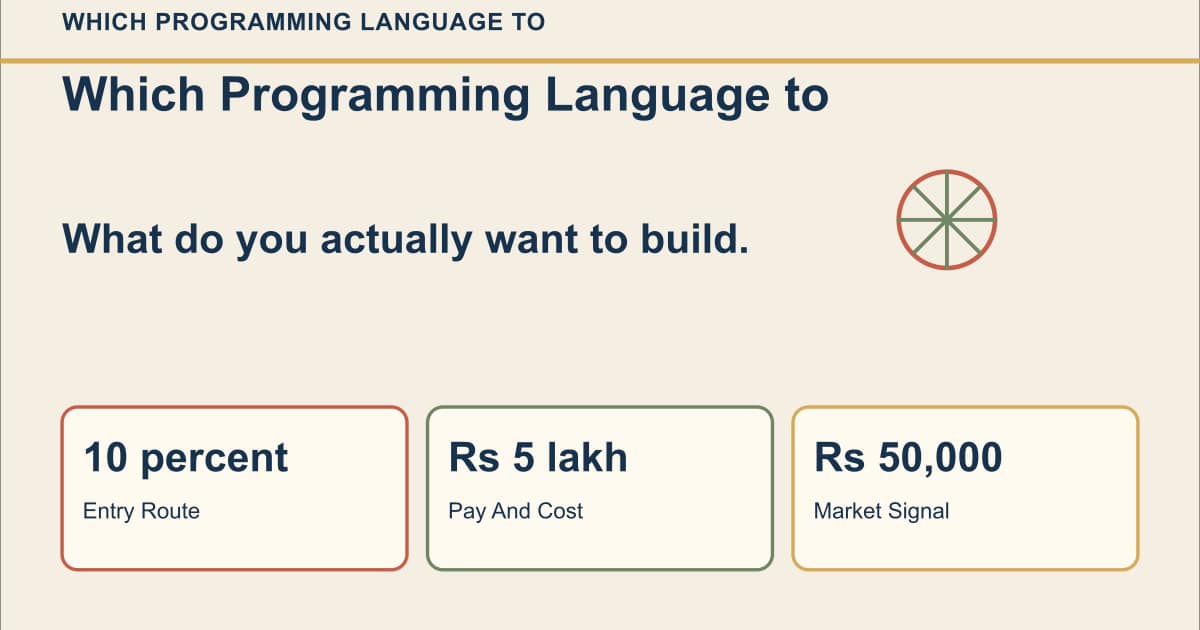 WHICH PROGRAMMING LANGUAGE TO
Which Programming Language to
What do you actually want to build.
10 percent
Entry Route
Rs 5 lakh
Pay And Cost
Rs 50,000
Market Signal